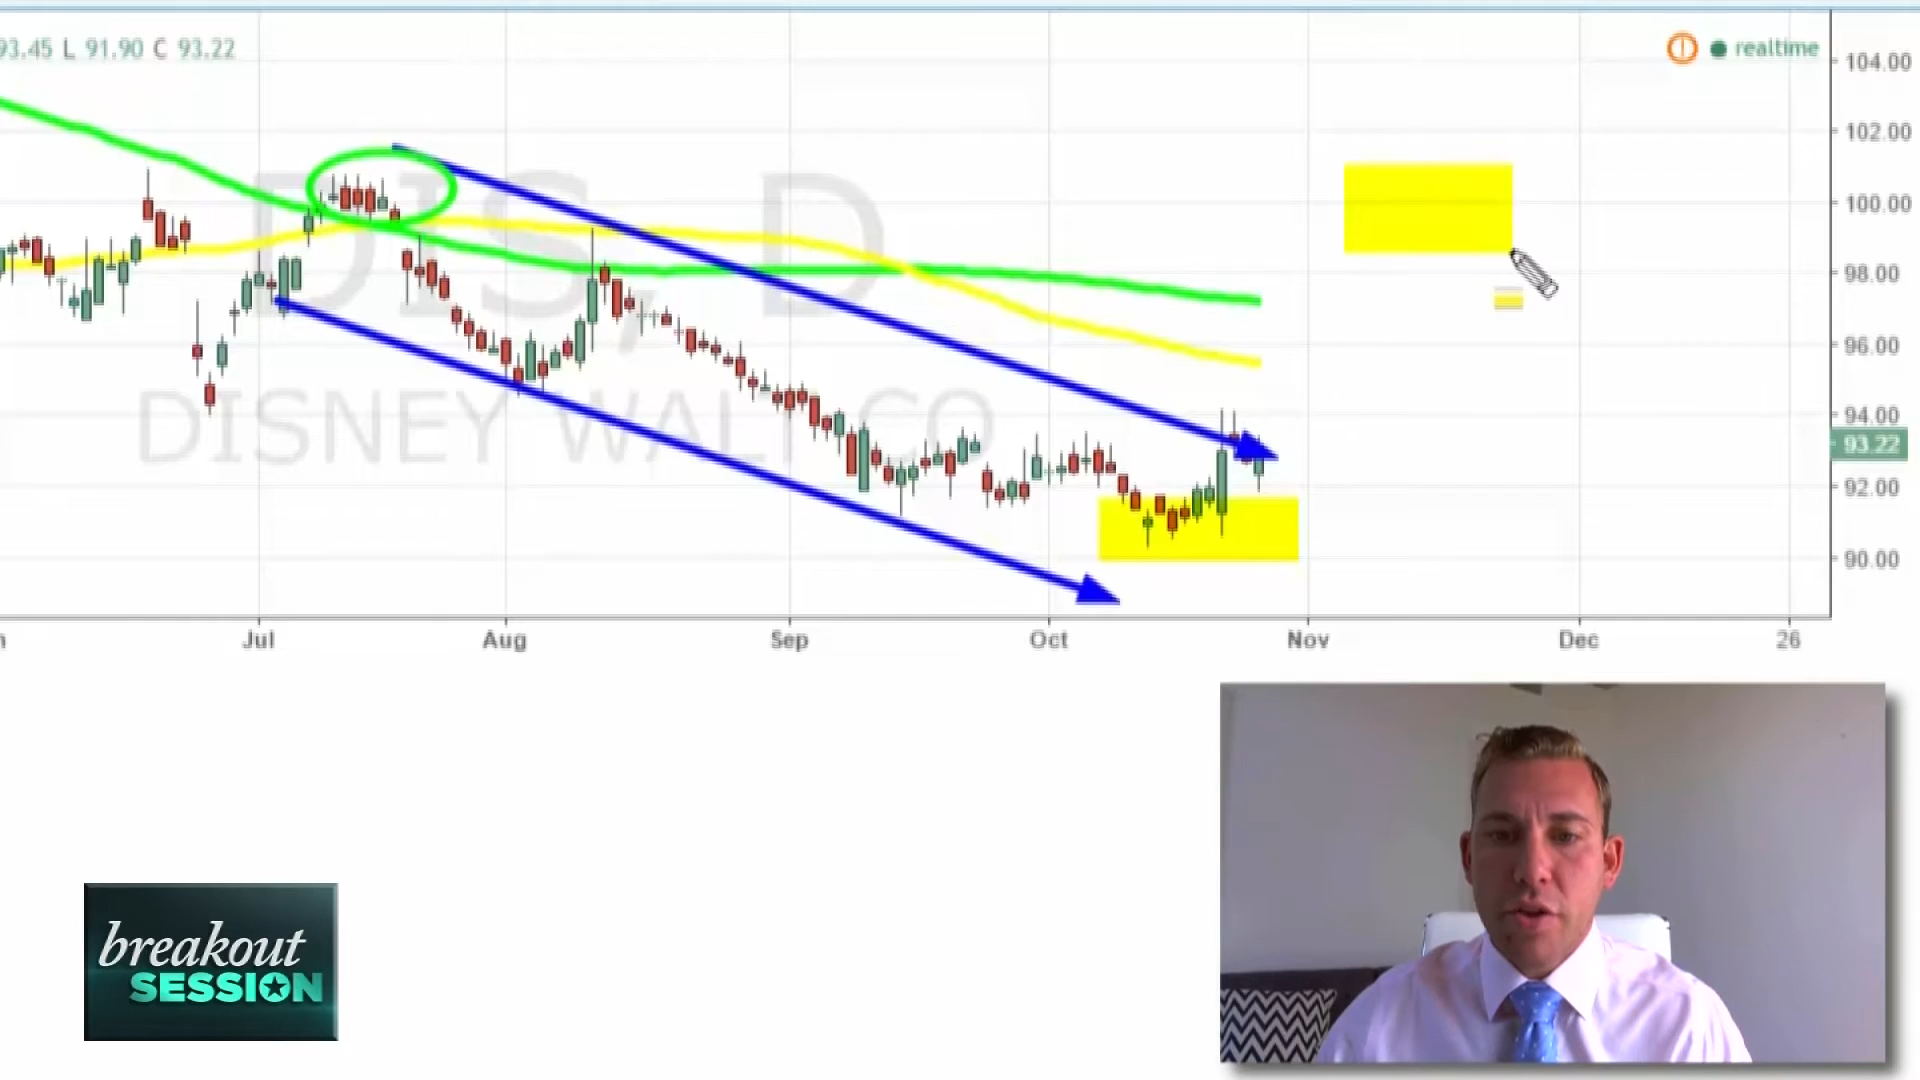 93.45 L 91.90 C 93.22
realtime
104.00
102.00
100.00
98.00
96.00
94.00
93.22
92.00
90.00
DIS, D
DISNEY WALT CO
Jul
Aug
Sep
Oct
Nov
Dec
26
breakout
SESSION